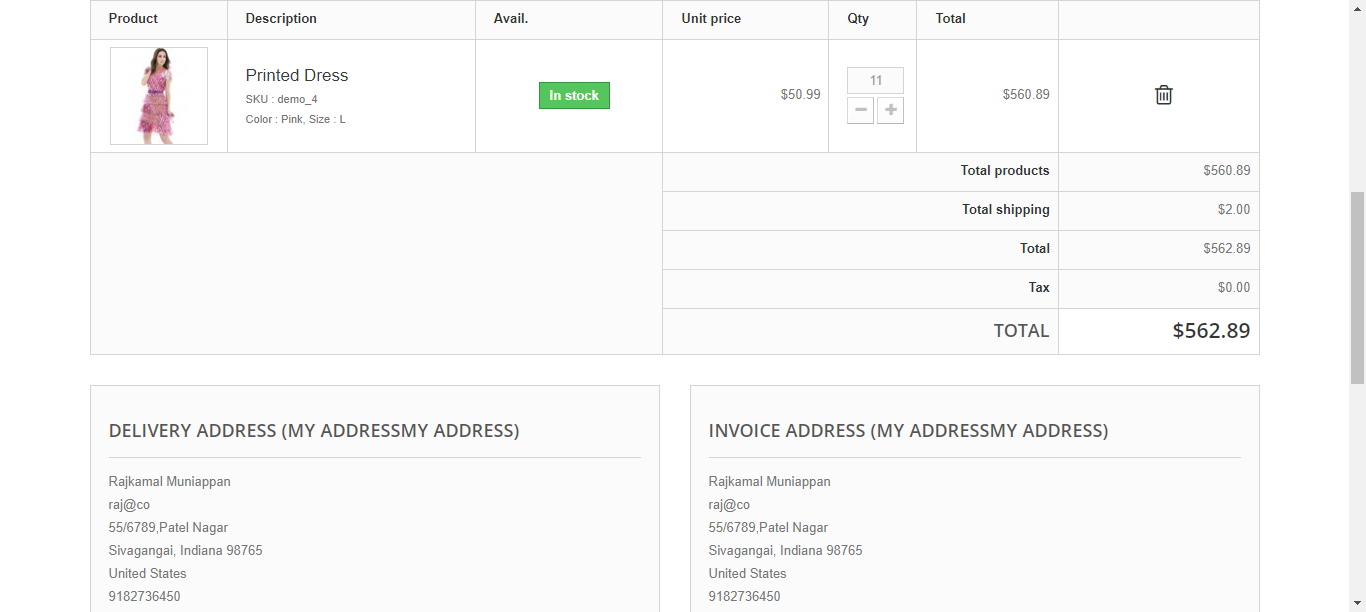 Product Description Avail. Unit price Qty Total
Printed Dress
SKU : demo_4
Color : Pink, Size : L
In stock
$50.99
11
$560.89
Total products $560.89
Total shipping $2.00
Total $562.89
Tax $0.00
TOTAL $562.89
DELIVERY ADDRESS (MY ADDRESSMY ADDRESS)
Rajkamal Muniappan
raj@co
55/6789,Patel Nagar
Sivagangai, Indiana 98765
United States
9182736450
INVOICE ADDRESS (MY ADDRESSMY ADDRESS)
Rajkamal Muniappan
raj@co
55/6789,Patel Nagar
Sivagangai, Indiana 98765
United States
9182736450